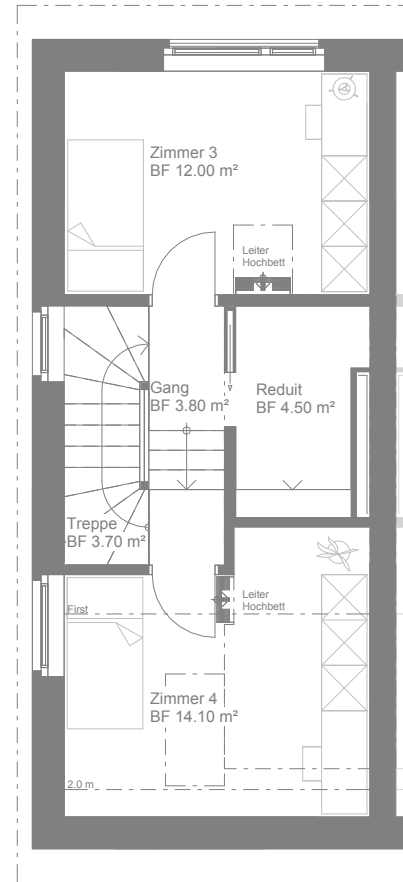 Zimmer 3
BF 12.00 m²
Leiter
Hochbett
Gang
BF 3.80 m²
Reduit
BF 4.50 m²
Treppe
BF 3.70 m²
First
Leiter
Hochbett
Zimmer 4
BF 14.10 m²
2.0 m